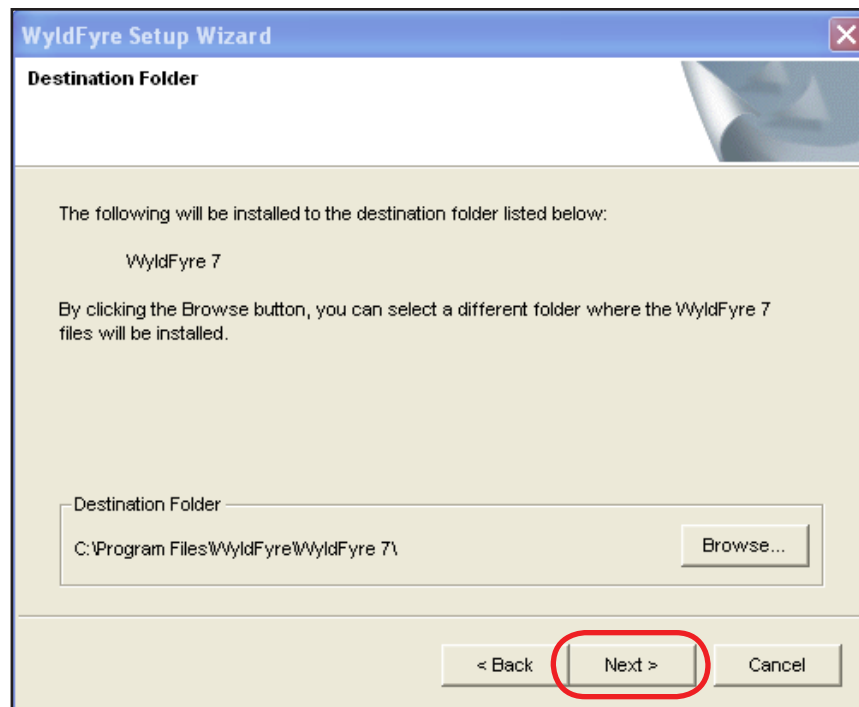 WyldFyre Setup Wizard
Destination Folder
The following will be installed to the destination folder listed below:
WyldFyre 7
By clicking the Browse button, you can select a different folder where the WyldFyre 7
files will be installed.
Destination Folder
C:\Program Files\WyldFyre\WyldFyre 7\
Browse...
< Back
Next >
Cancel